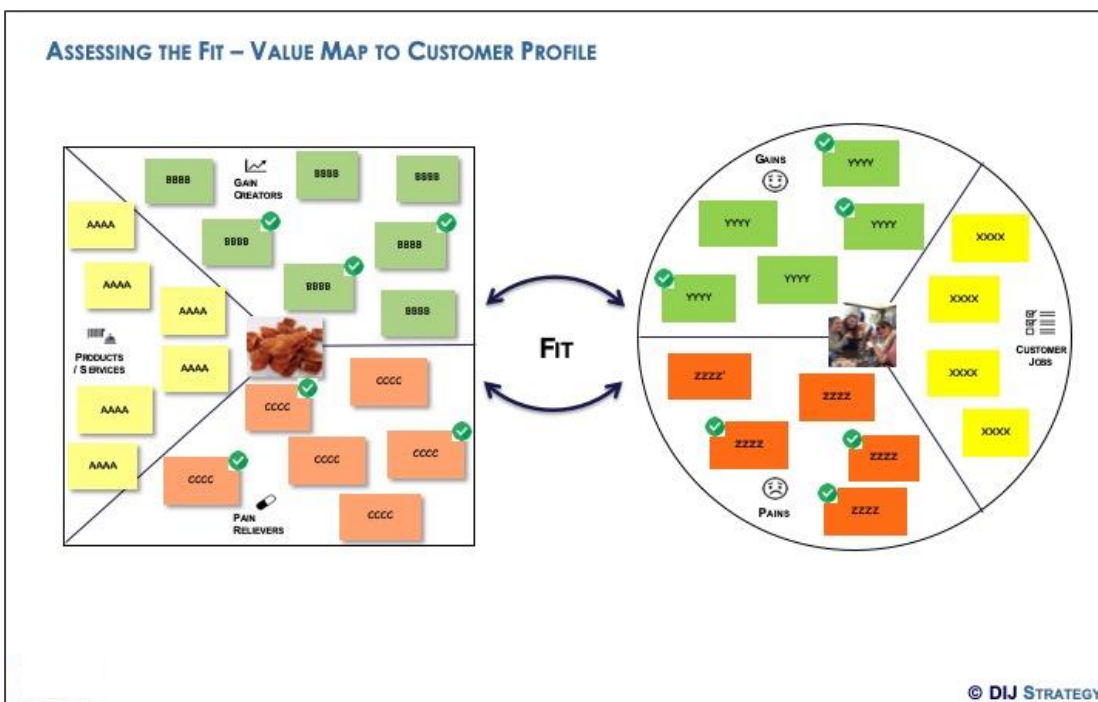 ASSESSING THE FIT – VALUE MAP TO CUSTOMER PROFILE
BBBB
GAIN
CREATORS
BBBB
BBBB
AAAA
BBBB
BBBB
AAAA
BBBB
AAAA
BBBB
PRODUCTS
/ SERVICES
AAAA
AAAA
AAAA
CCCC
CCCC
CCCC
CCCC
CCCC
CCCC
PAIN
RELIEVERS
FIT
GAINS
YYYY
YYYY
YYYY
YYYY
YYYY
XXXX
XXXX
CUSTOMER
JOBS
XXXX
XXXX
ZZZZ'
ZZZZ
ZZZZ
ZZZZ
ZZZZ
PAINS
© DIJ STRATEGY